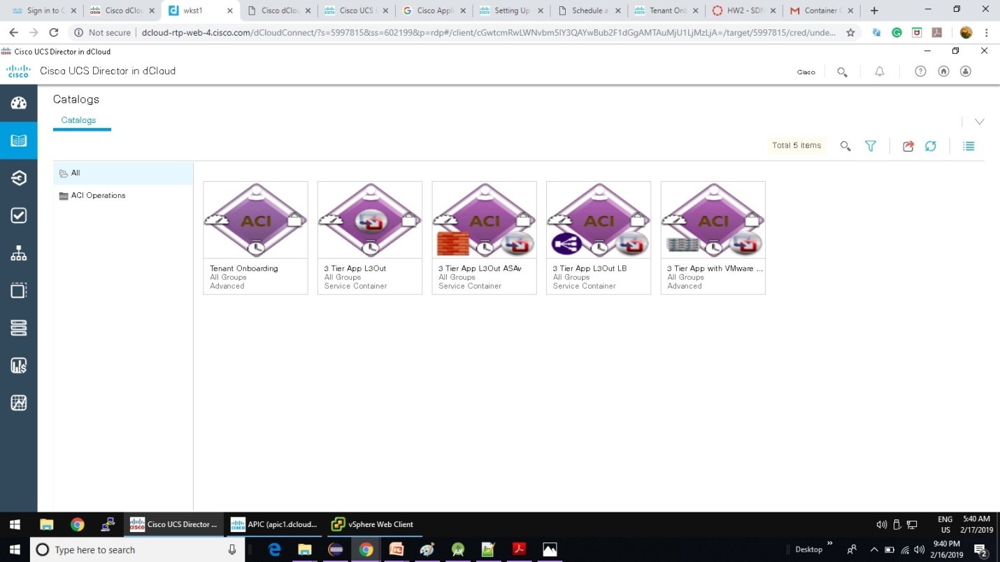 Sign in to C
Cisco dClou
wkst1
Cisco dClou
Cisco UCS
Cisco Appli
Setting Up
Schedule a
Tenant Onb
HW2 - SDN
Container
Not secure
dcloud-rtp-web-4.cisco.com/dCloudConnect/?s=5997815&ss=602199&p=rdp#/client/cGwtcmRwLWNvbm5lY3QAYwBub2F1dGgAMTAuMjU1LjMzLjA=/target/5997815/cred/unde...
Cisco UCS Director in dCloud
CISCO
Cisco UCS Director in dCloud
Cisco
Catalogs
Catalogs
Total 5 items
All
ACI Operations
ACI
ACI
ACI
ACI
Tenant Onboarding
All Groups
Advanced
3 Tier App L3Out
All Groups
Service Container
3 Tier App L3Out ASAv
All Groups
Service Container
3 Tier App L3Out LB
All Groups
Service Container
3 Tier App with VMware ...
All Groups
Advanced
Cisco UCS Director ...
APIC (apic1.dcloud...
vSphere Web Client
ENG
US
5:40 AM
2/17/2019
Type here to search
Desktop
9:40 PM
2/16/2019
2